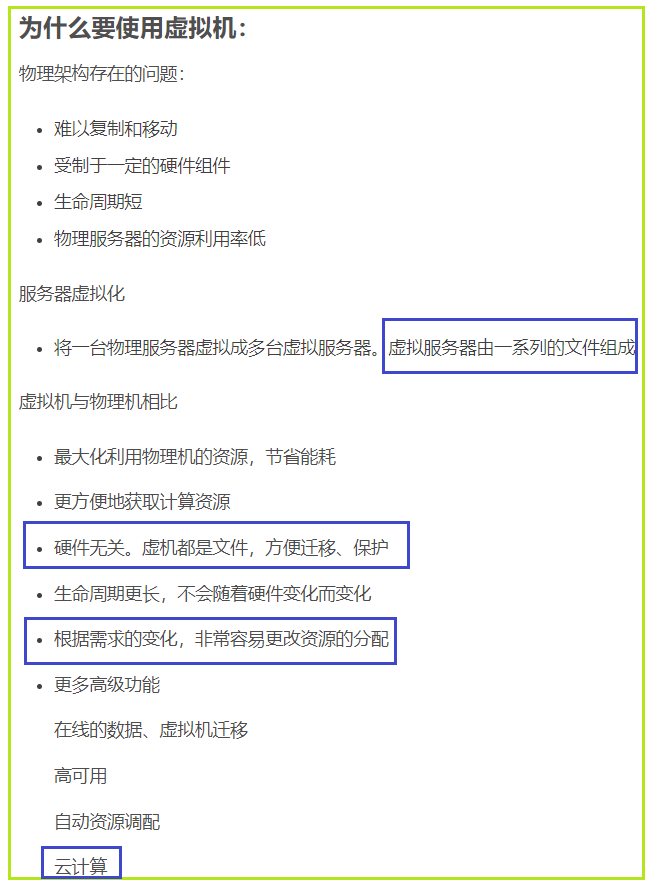 为什么要使用虚拟机：
物理架构存在的问题：
难以复制和移动
受制于一定的硬件组件
生命周期短
物理服务器的资源利用率低
服务器虚拟化
将一台物理服务器虚拟成多台虚拟服务器。虚拟服务器由一系列的文件组成
虚拟机与物理机相比
最大化利用物理机的资源，节省能耗
更方便地获取计算资源
硬件无关。虚机都是文件，方便迁移、保护
生命周期更长，不会随着硬件变化而变化
根据需求的变化，非常容易更改资源的分配
更多高级功能
在线的数据、虚拟机迁移
高可用
自动资源调配
云计算